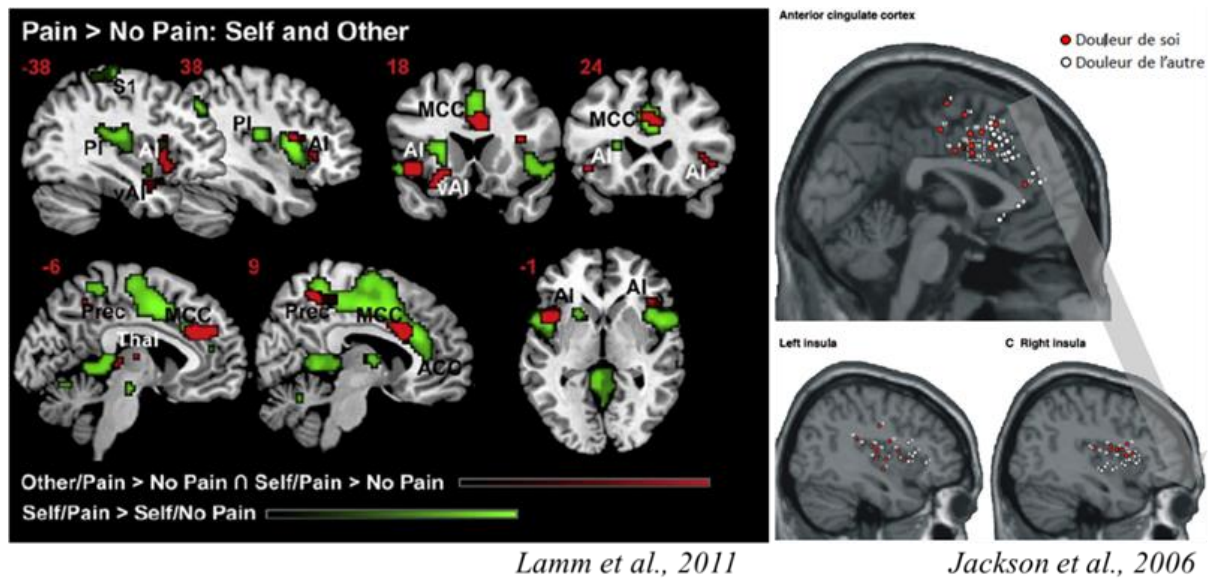 Pain > No Pain: Self and Other
-38
38
18
24
S1
PI
AI
vAI
PI
AI
MCC
AI
vAI
MCC
AI
AI
-6
9
-1
Prec
MCC
Thal
Prec
MCC
ACC
AI
AI
Other/Pain > No Pain ∩ Self/Pain > No Pain
Self/Pain > Self/No Pain
Lamm et al., 2011
Anterior cingulate cortex
Douleur de soi
Douleur de l'autre
Left insula
C Right insula
Jackson et al., 2006